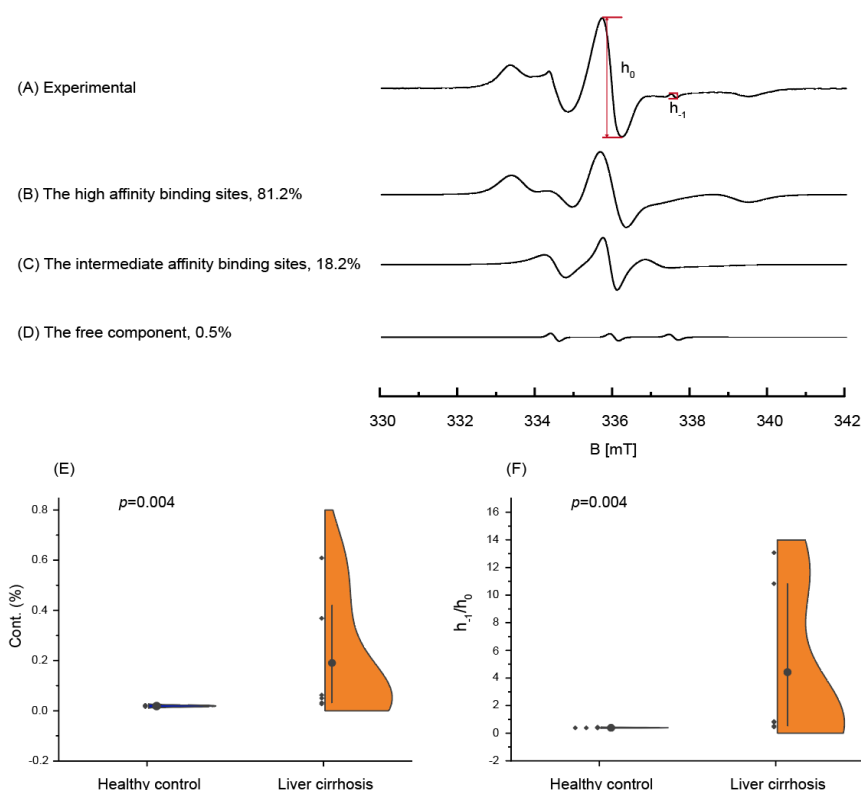 (A) Experimental
h₀
h₋₁
(B) The high affinity binding sites, 81.2%
(C) The intermediate affinity binding sites, 18.2%
(D) The free component, 0.5%
330 332 334 336 338 340 342
B [mT]
(E)
p=0.004
Cont. (%)
0.8
0.6
0.4
0.2
0.0
-0.2
Healthy control Liver cirrhosis
(F)
p=0.004
h₋₁/h₀
16
14
12
10
8
6
4
2
0
-2
Healthy control Liver cirrhosis